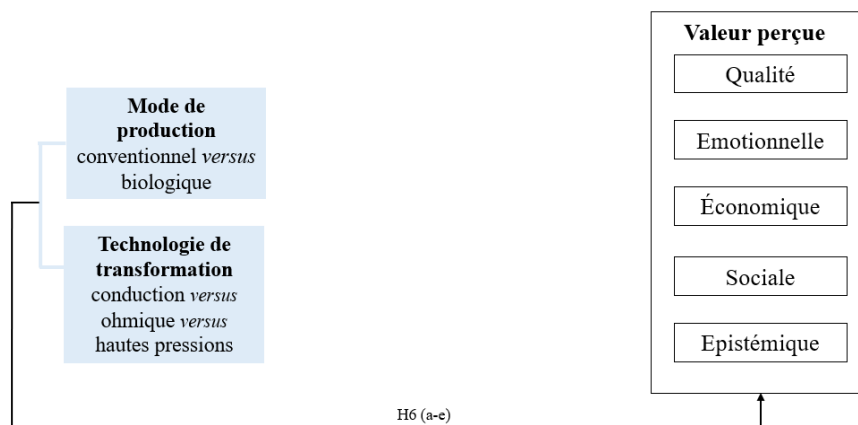 Mode de
production
conventionnel versus
biologique
Technologie de
transformation
conduction versus
ohmique versus
hautes pressions
Valeur perçue
Qualité
Emotionnelle
Économique
Sociale
Epistémique
H6 (a-e)